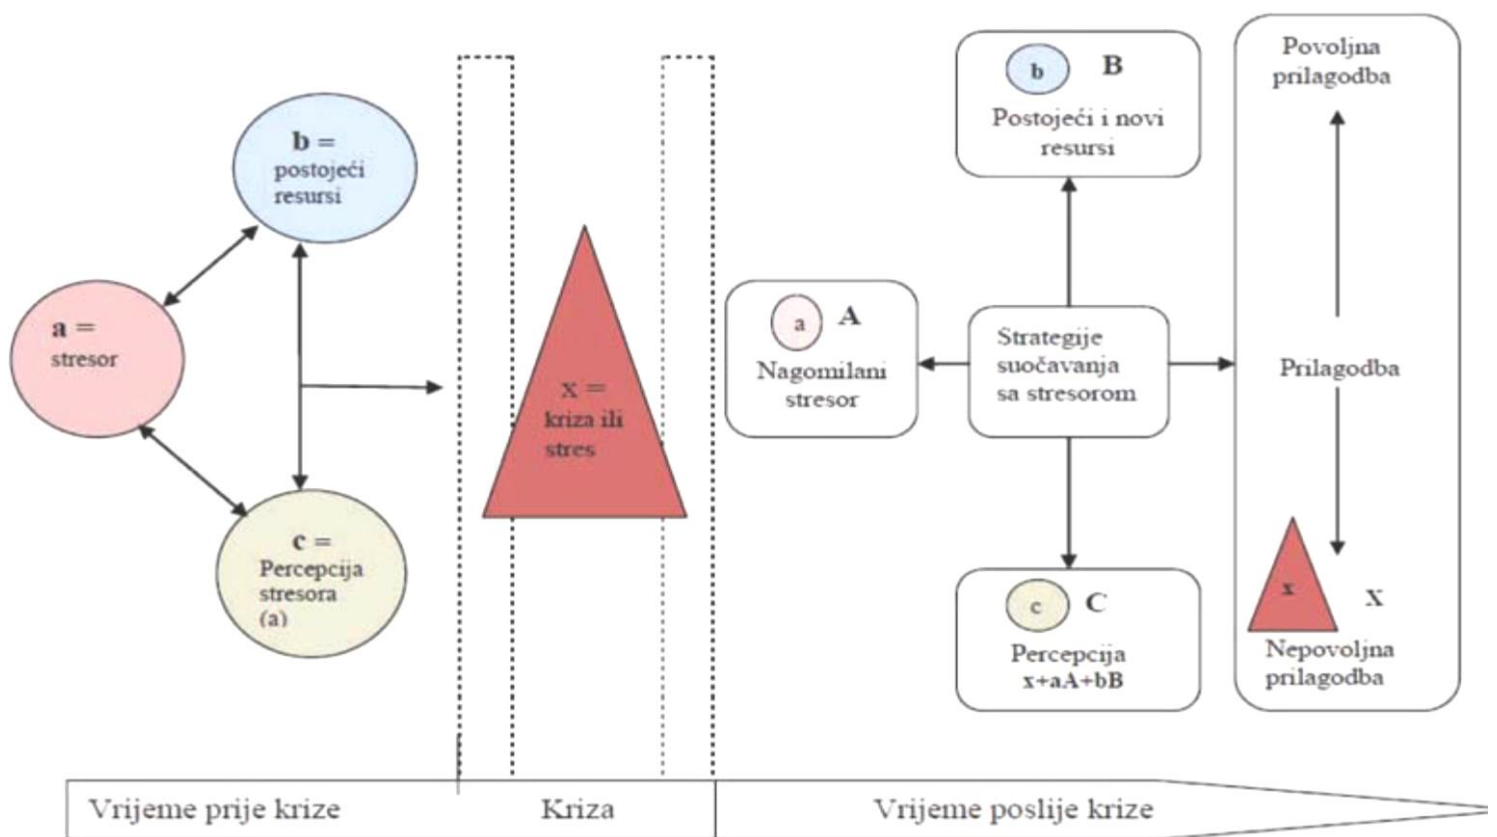 b =
postojeći
resursi
a =
stresor
c =
Percepcija
stresora
(a)
x =
kriza ili
stres
b B
Postojeći i novi
resursi
a A
Nagomilani
stresor
Strategije
suočavanja
sa stresorom
c C
Percepcija
x+aA+bB
Povoljna
prilagodba
Prilagodba
x X
Nepovoljna
prilagodba
Vrijeme prije krize
Kriza
Vrijeme poslije krize